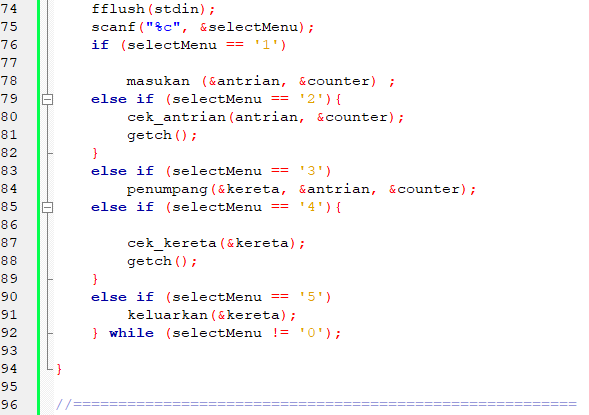 74 fflush(stdin);
75 scanf("%c", &selectMenu);
76 if (selectMenu == '1')
77
78 masukan (&antrian, &counter) ;
79 else if (selectMenu == '2'){
80 cek_antrian(antrian, &counter);
81 getch();
82 }
83 else if (selectMenu == '3')
84 penumpang(&kereta, &antrian, &counter);
85 else if (selectMenu == '4'){
86
87 cek_kereta(&kereta);
88 getch();
89 }
90 else if (selectMenu == '5')
91 keluarkan(&kereta);
92 } while (selectMenu != '0');
93
94 }
95
96 //========================================================